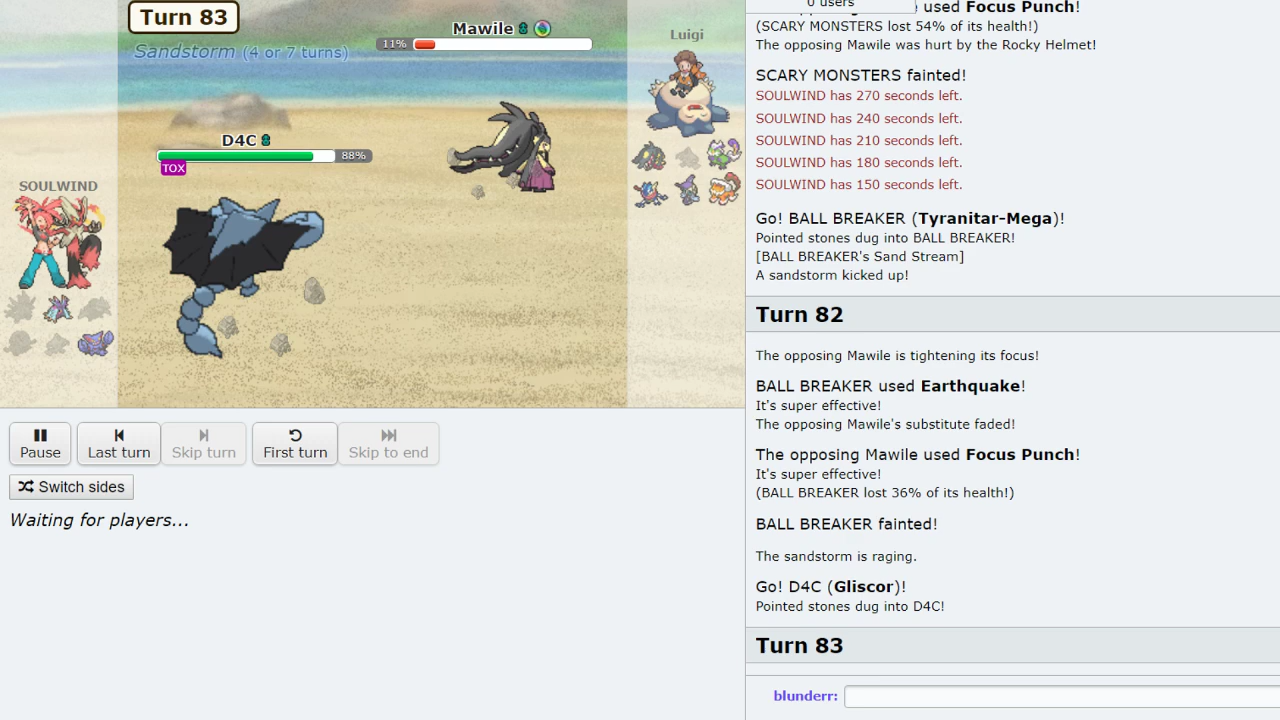 Turn 83
Sandstorm (4 or 7 turns)
Mawile
11%
Luigi
D4C
88%
TOX
SOULWIND
Pause
Last turn
Skip turn
First turn
Skip to end
Switch sides
Waiting for players...
0 users
used Focus Punch!
(SCARY MONSTERS lost 54% of its health!)
The opposing Mawile was hurt by the Rocky Helmet!
SCARY MONSTERS fainted!
SOULWIND has 270 seconds left.
SOULWIND has 240 seconds left.
SOULWIND has 210 seconds left.
SOULWIND has 180 seconds left.
SOULWIND has 150 seconds left.
Go! BALL BREAKER (Tyranitar-Mega)!
Pointed stones dug into BALL BREAKER!
[BALL BREAKER's Sand Stream]
A sandstorm kicked up!
Turn 82
The opposing Mawile is tightening its focus!
BALL BREAKER used Earthquake!
It's super effective!
The opposing Mawile's substitute faded!
The opposing Mawile used Focus Punch!
It's super effective!
(BALL BREAKER lost 36% of its health!)
BALL BREAKER fainted!
The sandstorm is raging.
Go! D4C (Gliscor)!
Pointed stones dug into D4C!
Turn 83
blunderr: